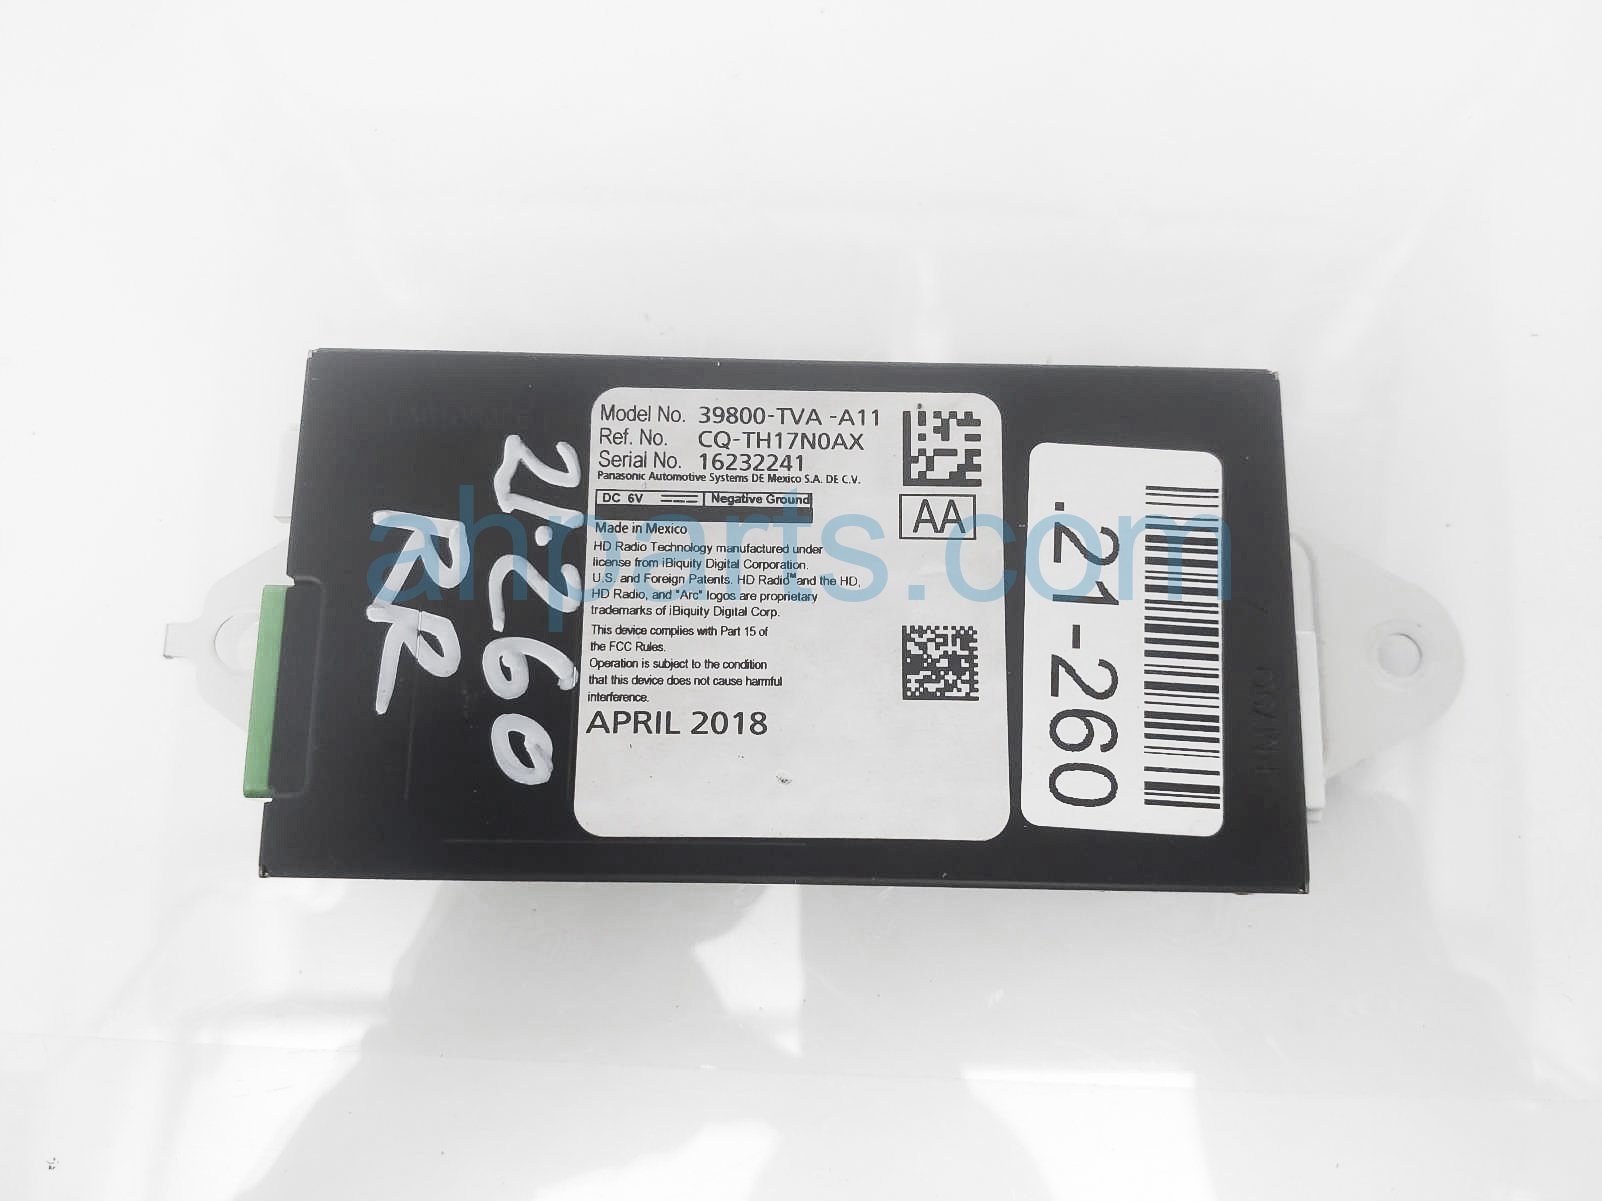 Model No. 39800-TVA -A11
Ref. No. CQ-TH17N0AX
Serial No. 16232241
Panasonic Automotive Systems DE Mexico S.A. DE C.V.
DC 6V Negative Ground
Made in Mexico
HD Radio Technology manufactured under
license from iBiquity Digital Corporation.
U.S. and Foreign Patents. HD Radio™ and the HD,
HD Radio, and "Arc" logos are proprietary
trademarks of iBiquity Digital Corp.
This device complies with Part 15 of
the FCC Rules.
Operation is subject to the condition
that this device does not cause harmful
interference.
APRIL 2018
AA
.21-260
21-260
RR
ahparts.com